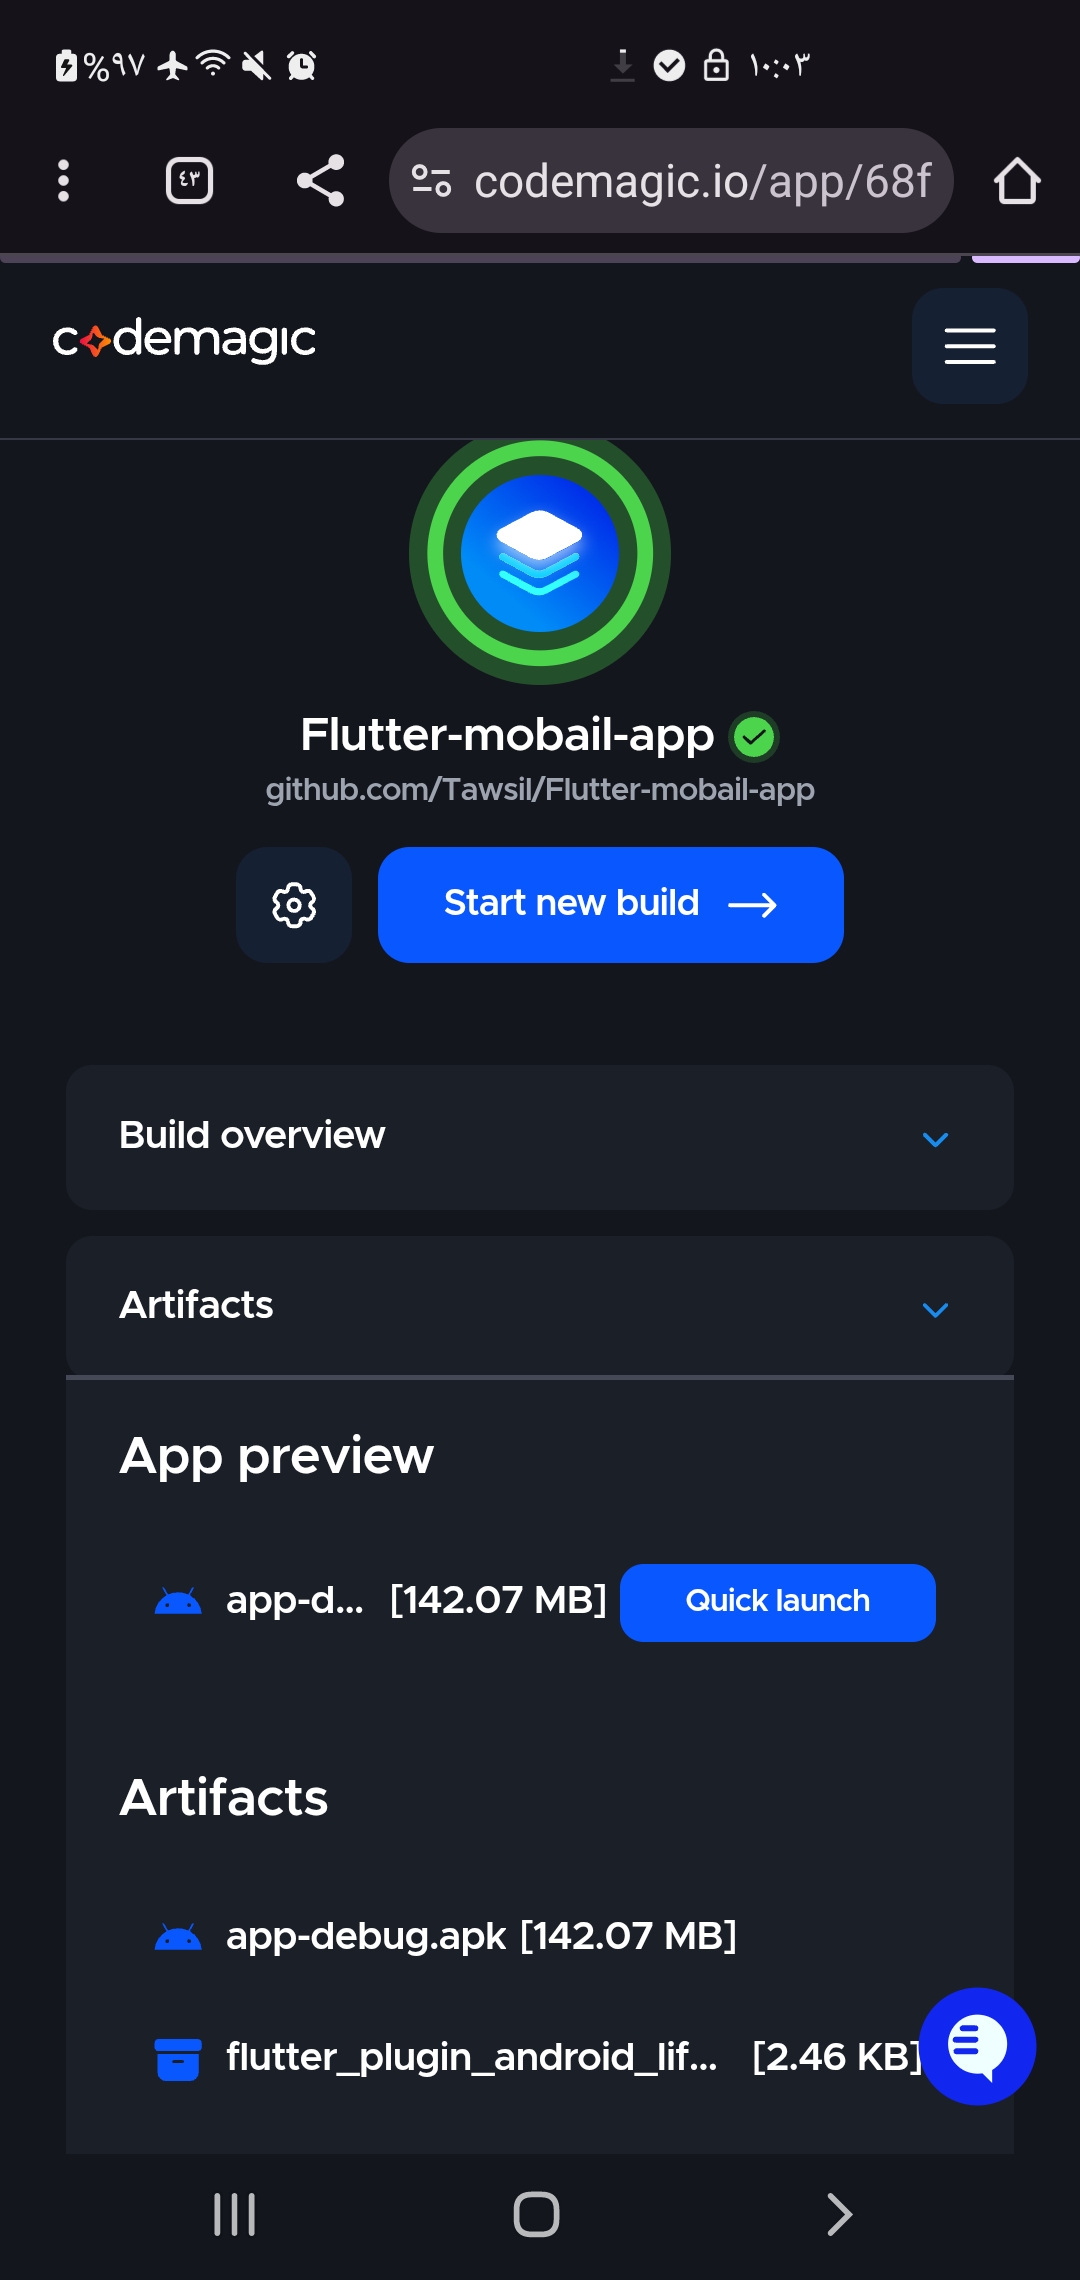 %٩٧
١٠:٠٣
٤٣
codemagic.io/app/68f
codemagic
Flutter-mobail-app
github.com/Tawsil/Flutter-mobail-app
Start new build
Build overview
Artifacts
App preview
app-d... [142.07 MB] Quick launch
Artifacts
app-debug.apk [142.07 MB]
flutter_plugin_android_lif... [2.46 KB]